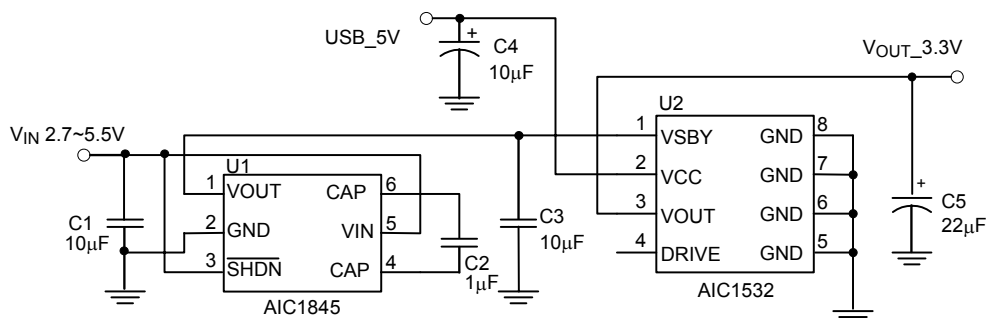 USB_5V
C4
10µF
VOUT_3.3V
VIN 2.7~5.5V
U1
U2
1 VOUT CAP 6
2 GND VIN 5
3 SHDN CAP 4
AIC1845
C1
10µF
C2
1µF
C3
10µF
1 VSBY GND 8
2 VCC GND 7
3 VOUT GND 6
4 DRIVE GND 5
AIC1532
+
+
C5
22µF